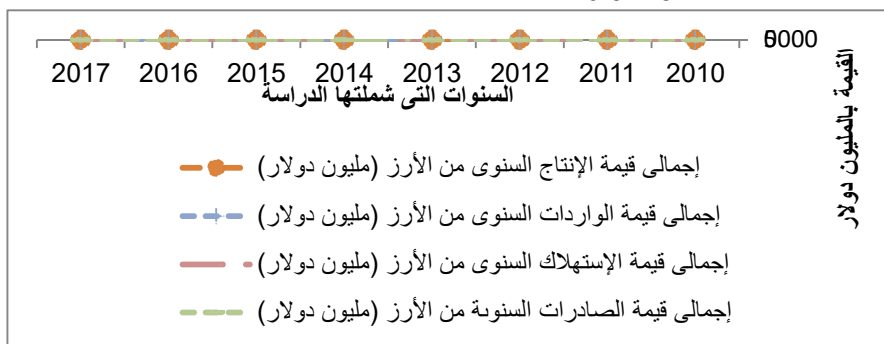 0 5000
2017 2016 2015 2014 2013 2012 2011 2010
السنوات التى شملتها الدراسة
القيمة بالمليون دولار
إجمالى قيمة الإنتاج السنوى من الأرز (مليون دولار)
إجمالى قيمة الواردات السنوى من الأرز (مليون دولار)
إجمالى قيمة الإستهلاك السنوى من الأرز (مليون دولار)
إجمالى قيمة الصادرات السنوية من الأرز (مليون دولار)